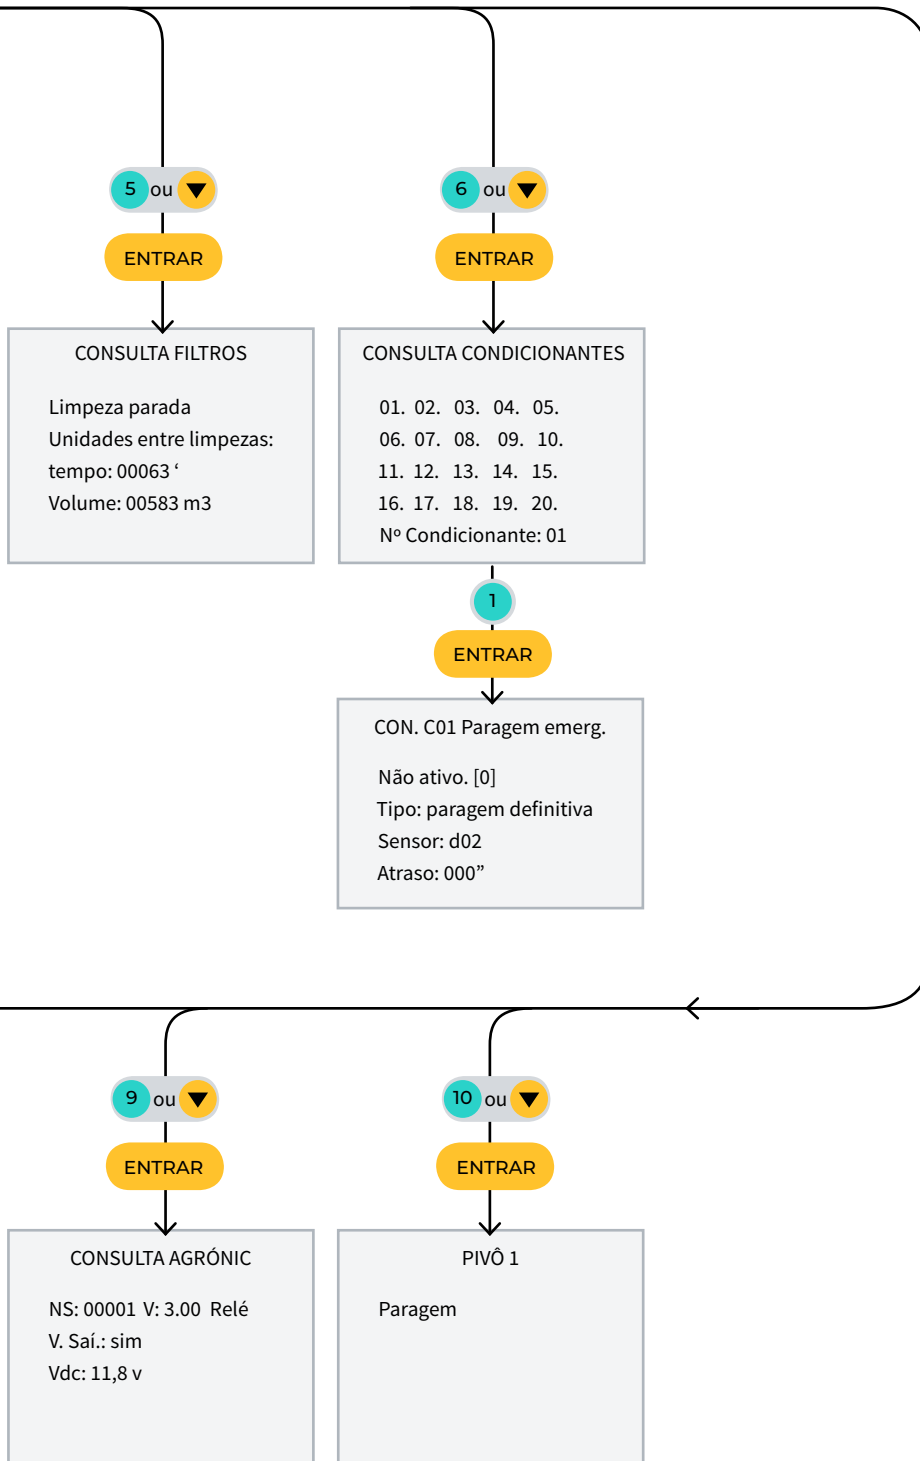 5 ou
ENTRAR
CONSULTA FILTROS
Limpeza parada
Unidades entre limpezas:
tempo: 00063 ‘
Volume: 00583 m3
6 ou
ENTRAR
CONSULTA CONDICIONANTES
01. 02. 03. 04. 05.
06. 07. 08. 09. 10.
11. 12. 13. 14. 15.
16. 17. 18. 19. 20.
Nº Condicionante: 01
1
ENTRAR
CON. C01 Paragem emerg.
Não ativo. [0]
Tipo: paragem definitiva
Sensor: d02
Atraso: 000”
9 ou
ENTRAR
CONSULTA AGRÓNIC
NS: 00001 V: 3.00 Relé
V. Saí.: sim
Vdc: 11,8 v
10 ou
ENTRAR
PIVÔ 1
Paragem